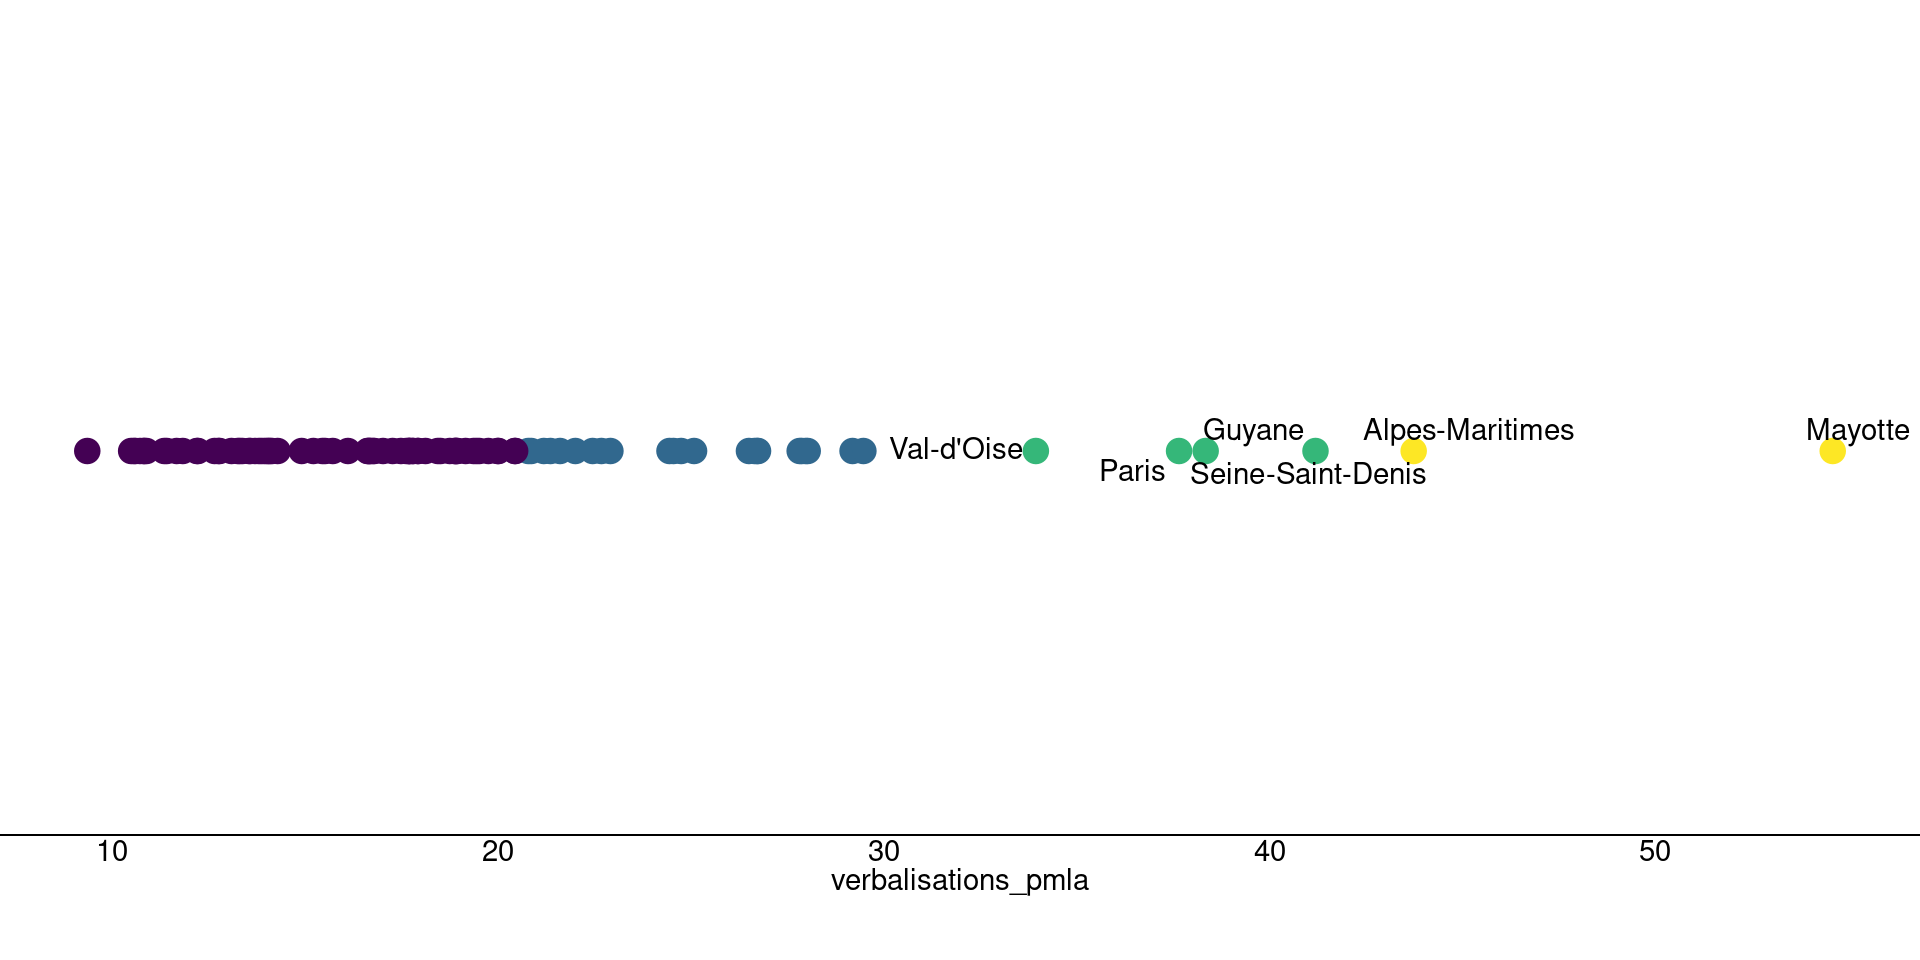 Guyane
Alpes-Maritimes
Mayotte
Val-d'Oise
Paris
Seine-Saint-Denis
10
20
30
40
50
verbalisations_pmla